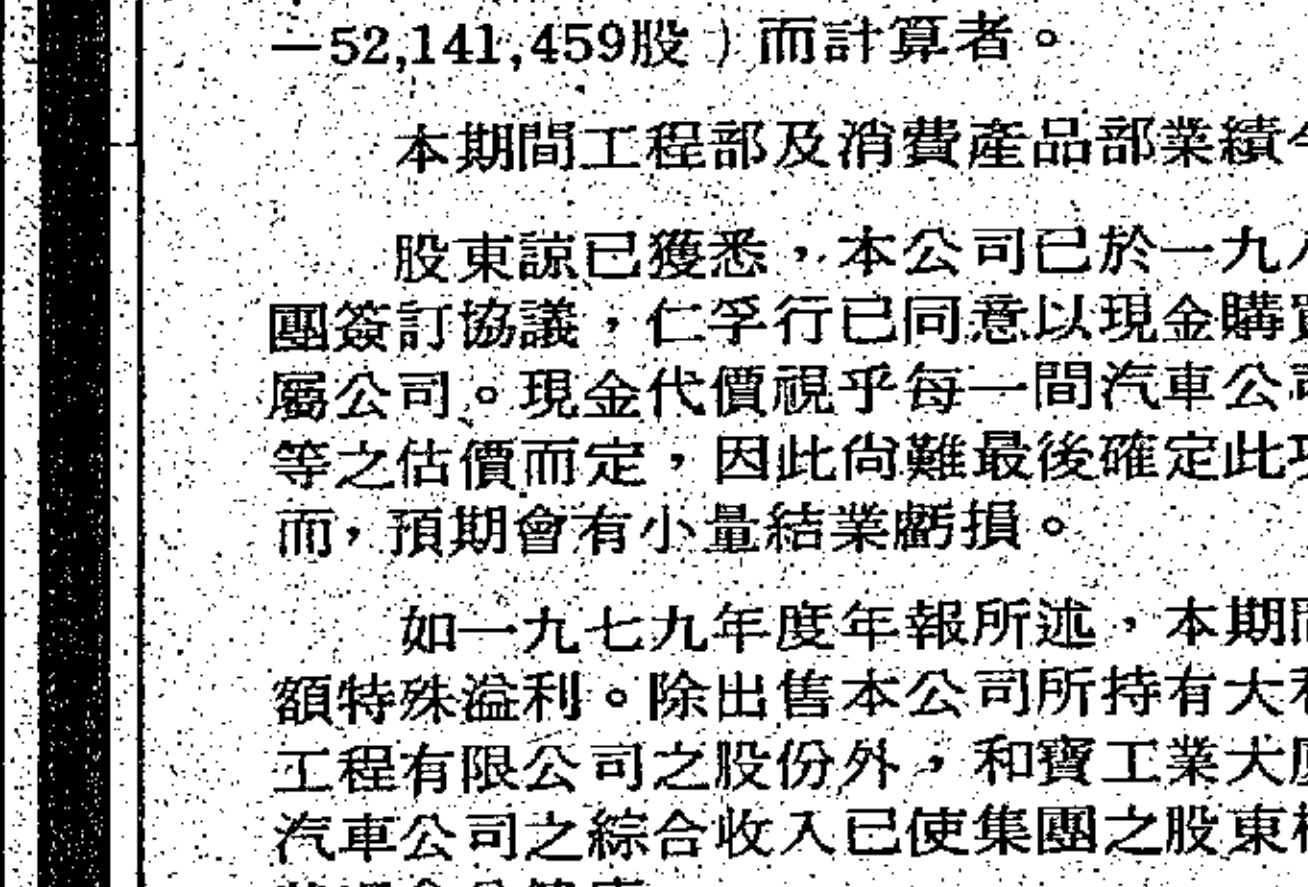 —52,141,459股）而計算者。
本期間工程部及消費產品部業績
股東諒已獲悉，本公司已於一九
團簽訂協議，仁孚行已同意以現金購
屬公司。現金代價視乎每一間汽車公
等之估價而定，因此尙難最後確定此
而，預期會有小量結業虧損。
如一九七九年度年報所述，本期
額特殊溢利。除出售本公司所持有大
工程有限公司之股份外，和寶工業大
汽車公司之綜合收入已使集團之股東